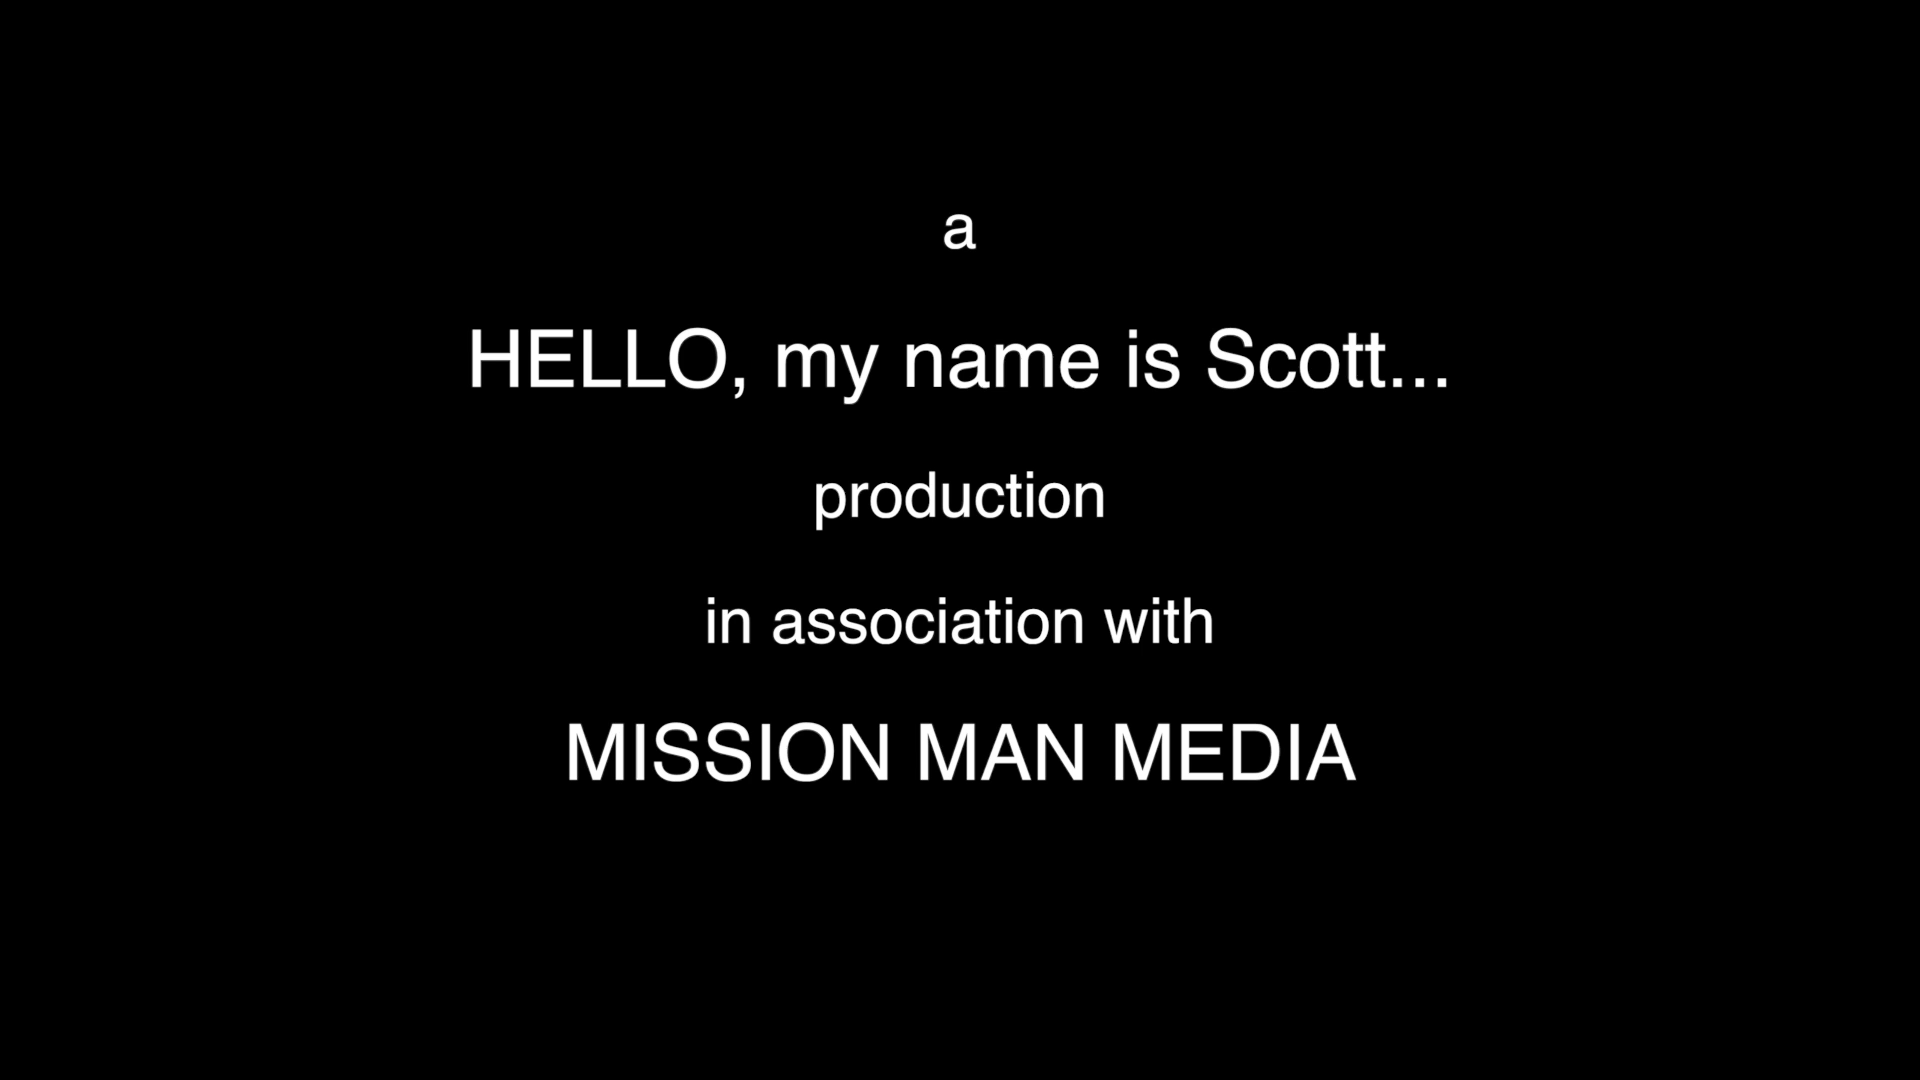 a
HELLO, my name is Scott...
production
in association with
MISSION MAN MEDIA